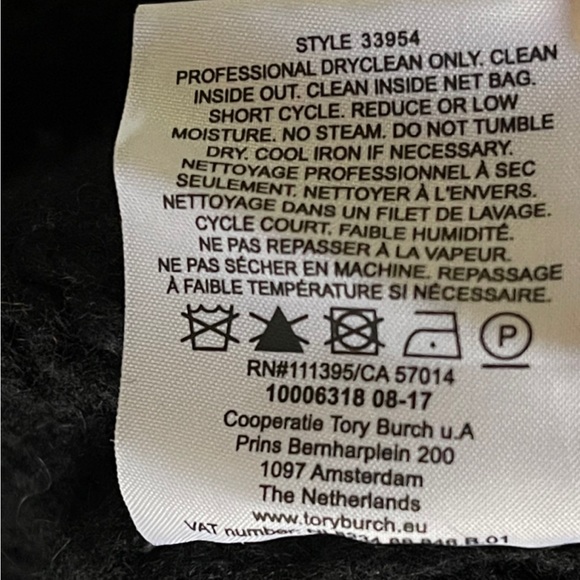 STYLE 33954
PROFESSIONAL DRYCLEAN ONLY. CLEAN
INSIDE OUT. CLEAN INSIDE NET BAG.
SHORT CYCLE. REDUCE OR LOW
MOISTURE. NO STEAM. DO NOT TUMBLE
DRY. COOL IRON IF NECESSARY.
NETTOYAGE PROFESSIONNEL À SEC
SEULEMENT. NETTOYER À L'ENVERS.
NETTOYAGE DANS UN FILET DE LAVAGE.
CYCLE COURT. FAIBLE HUMIDITÉ.
NE PAS REPASSER À LA VAPEUR.
NE PAS SÉCHER EN MACHINE. REPASSAGE
À FAIBLE TEMPÉRATURE SI NÉCESSAIRE.
P
RN#111395/CA 57014
10006318 08-17
Cooperatie Tory Burch u.A
Prins Bernharplein 200
1097 Amsterdam
The Netherlands
www.toryburch.eu
VAT number: